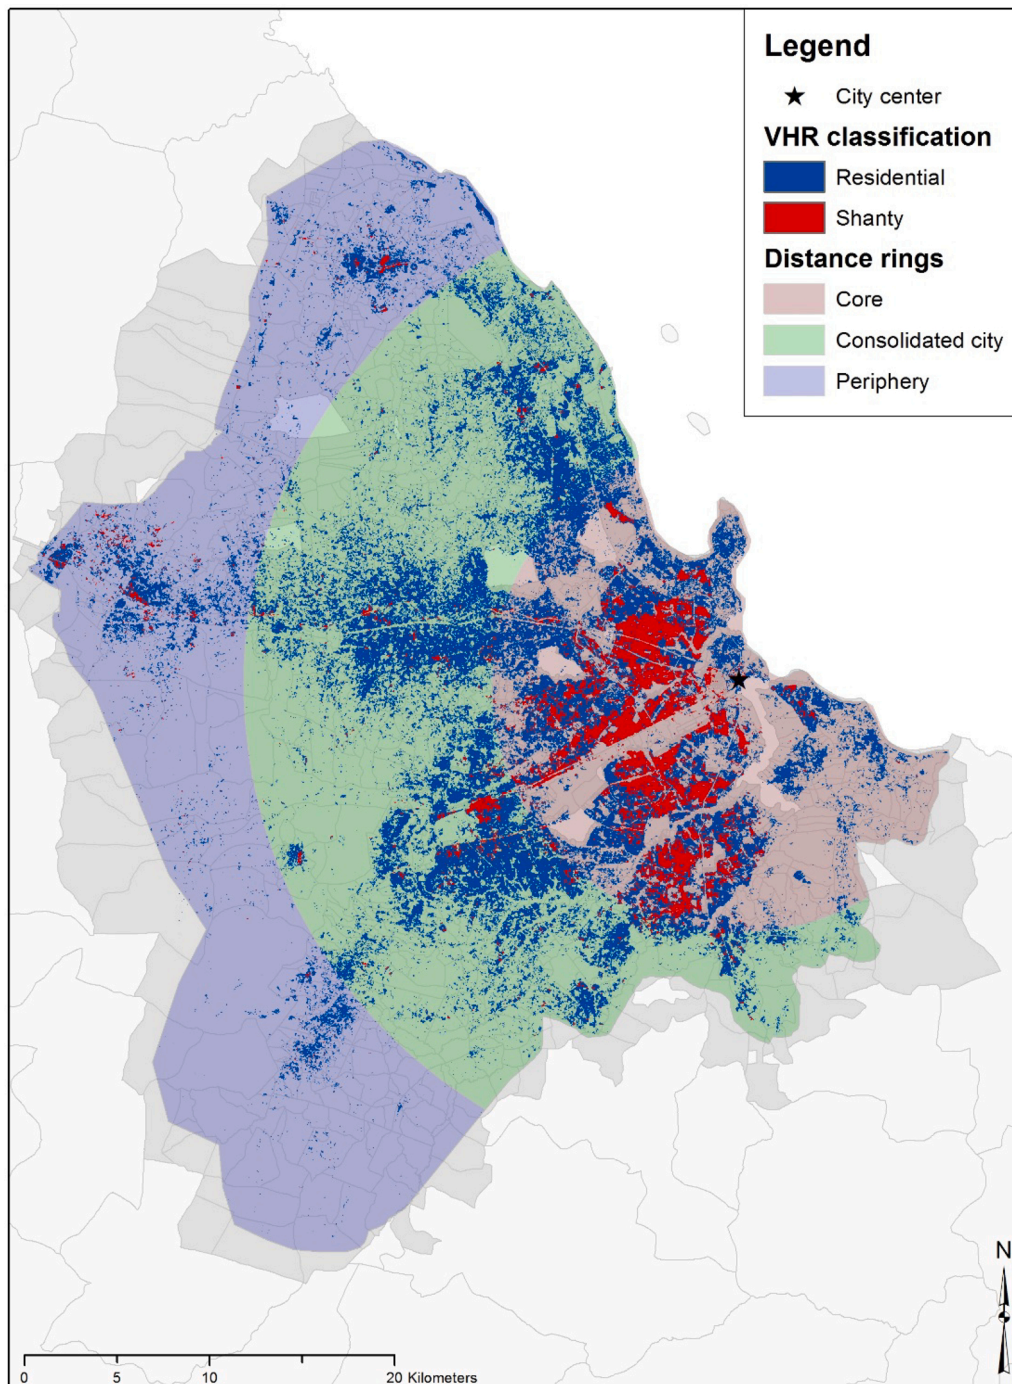 Legend
City center
VHR classification
Residential
Shanty
Distance rings
Core
Consolidated city
Periphery
N
0 5 10 20 Kilometers